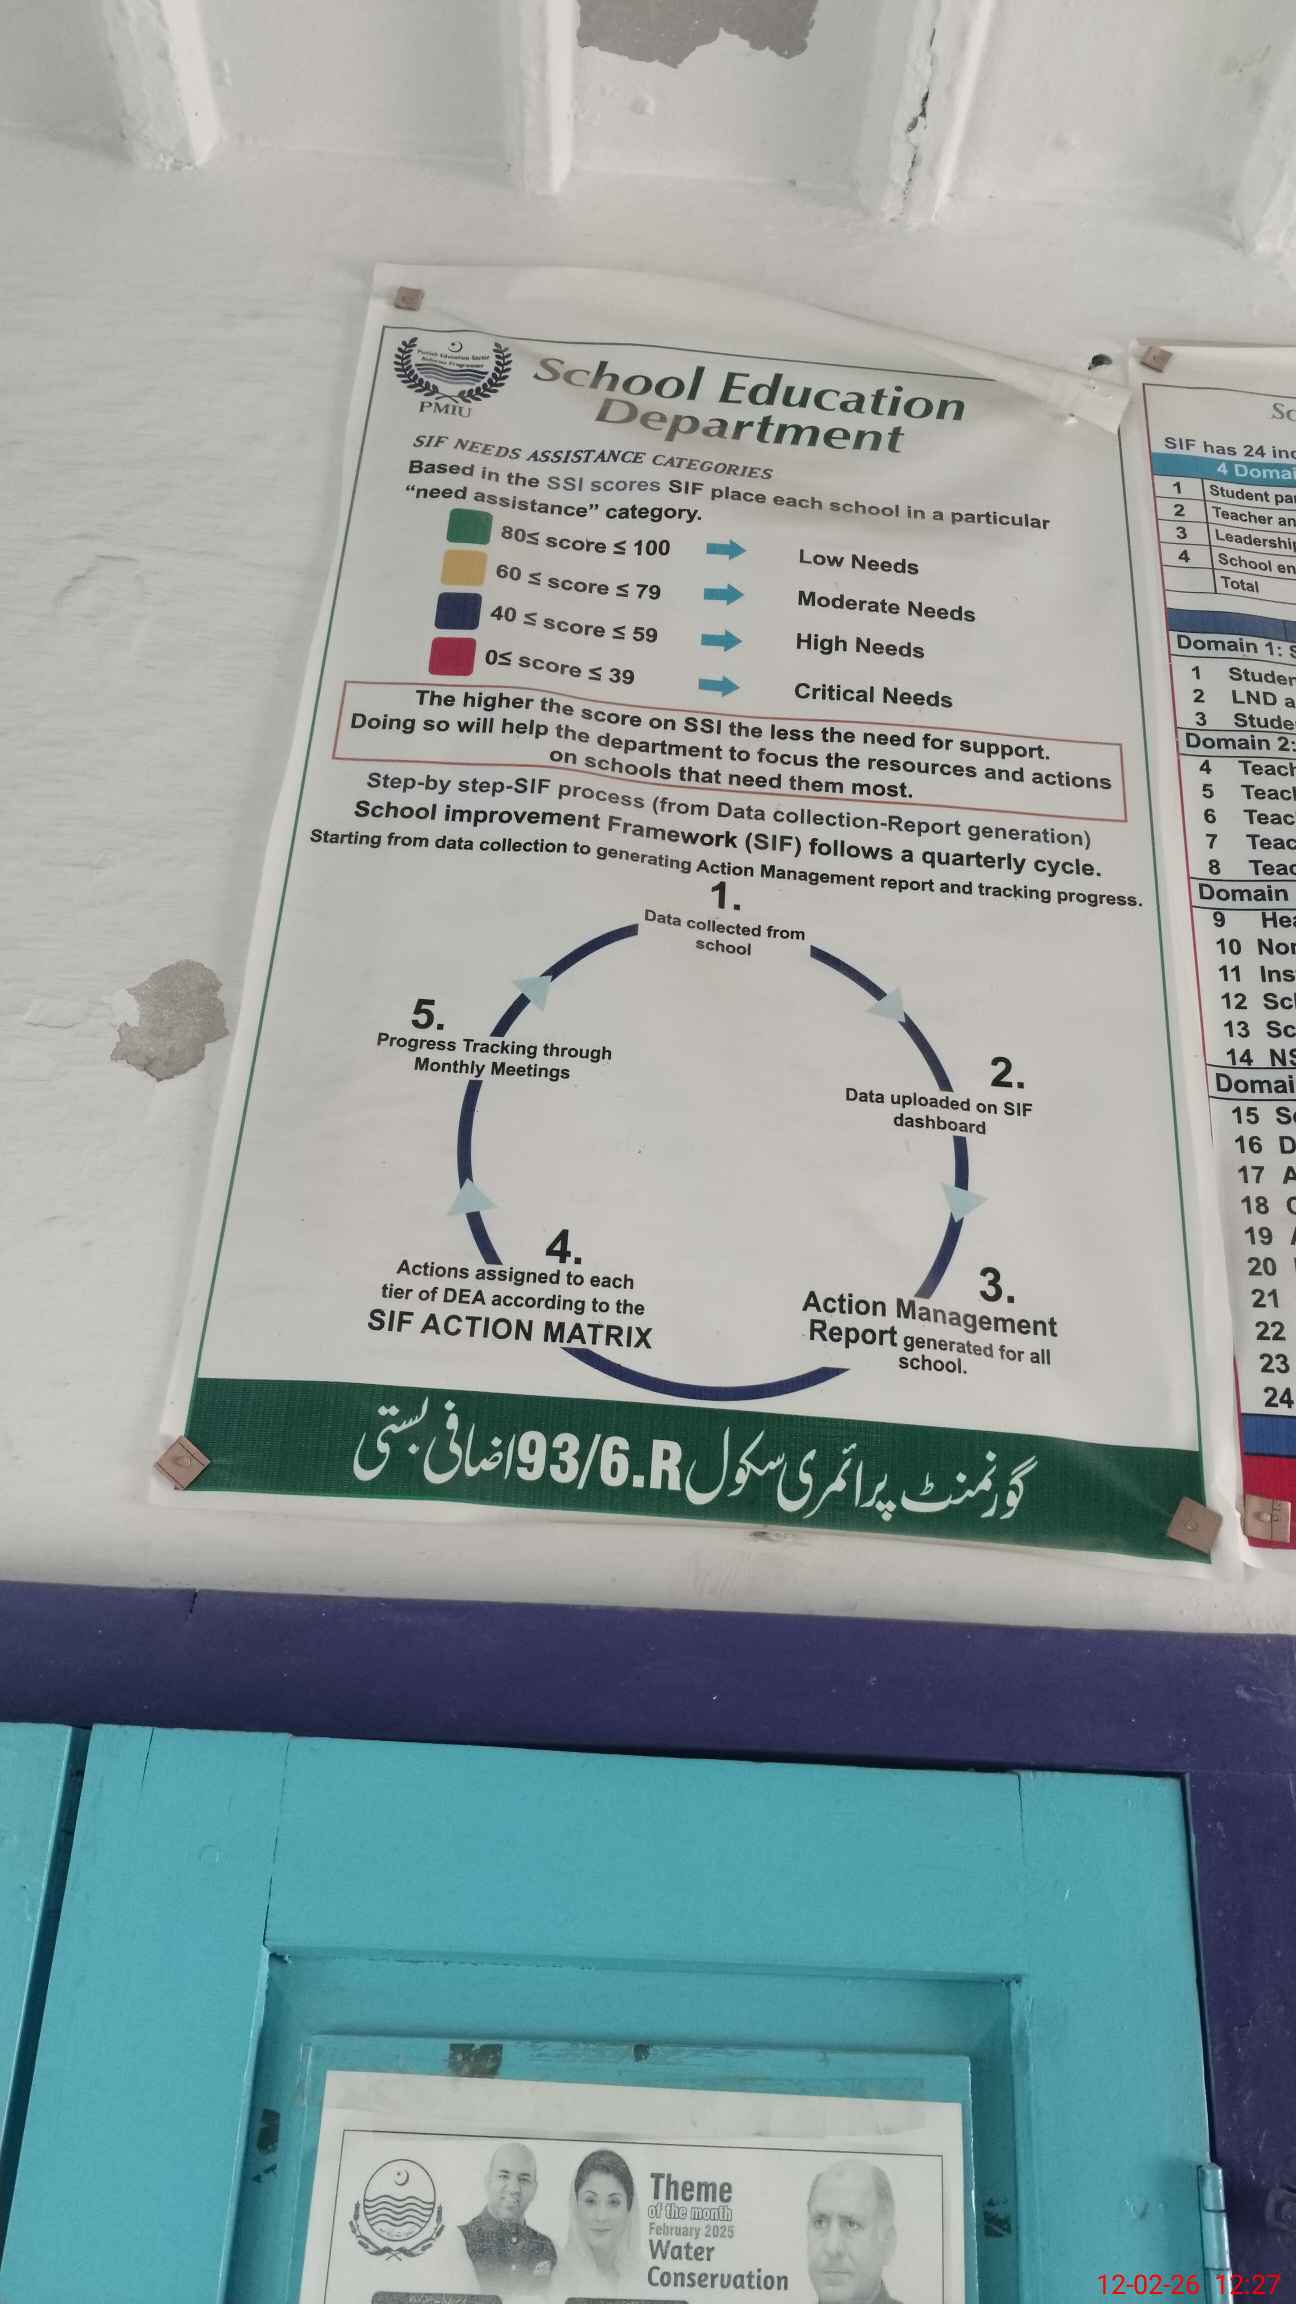 Punjab Education Sector
Reforms Programme
PMIU
School Education
Department
SIF NEEDS ASSISTANCE CATEGORIES
Based in the SSI scores SIF place each school in a particular
“need assistance” category.
80≤ score ≤ 100 Low Needs
60 ≤ score ≤ 79 Moderate Needs
40 ≤ score ≤ 59 High Needs
0≤ score ≤ 39 Critical Needs
The higher the score on SSI the less the need for support.
Doing so will help the department to focus the resources and actions
on schools that need them most.
Step-by step-SIF process (from Data collection-Report generation)
School improvement Framework (SIF) follows a quarterly cycle.
Starting from data collection to generating Action Management report and tracking progress.
1.
Data collected from
school
2.
Data uploaded on SIF
dashboard
3.
Action Management
Report generated for all
school.
4.
Actions assigned to each
tier of DEA according to the
SIF ACTION MATRIX
5.
Progress Tracking through
Monthly Meetings
گورنمنٹ پرائمری سکول 93/6.R اضافی بستی
SIF has 24
4
1 Student
2 Teacher
3
4 School
Total
Domain 1:
1
2 LND
3
Domain 2:
4
5
6
7
8
Domain
9
10
11
12
13
14
15
16
17
18
19
20
21
22
23
24
Theme
of the month
February 2025
Water
Conservation
12-02-26 12:27